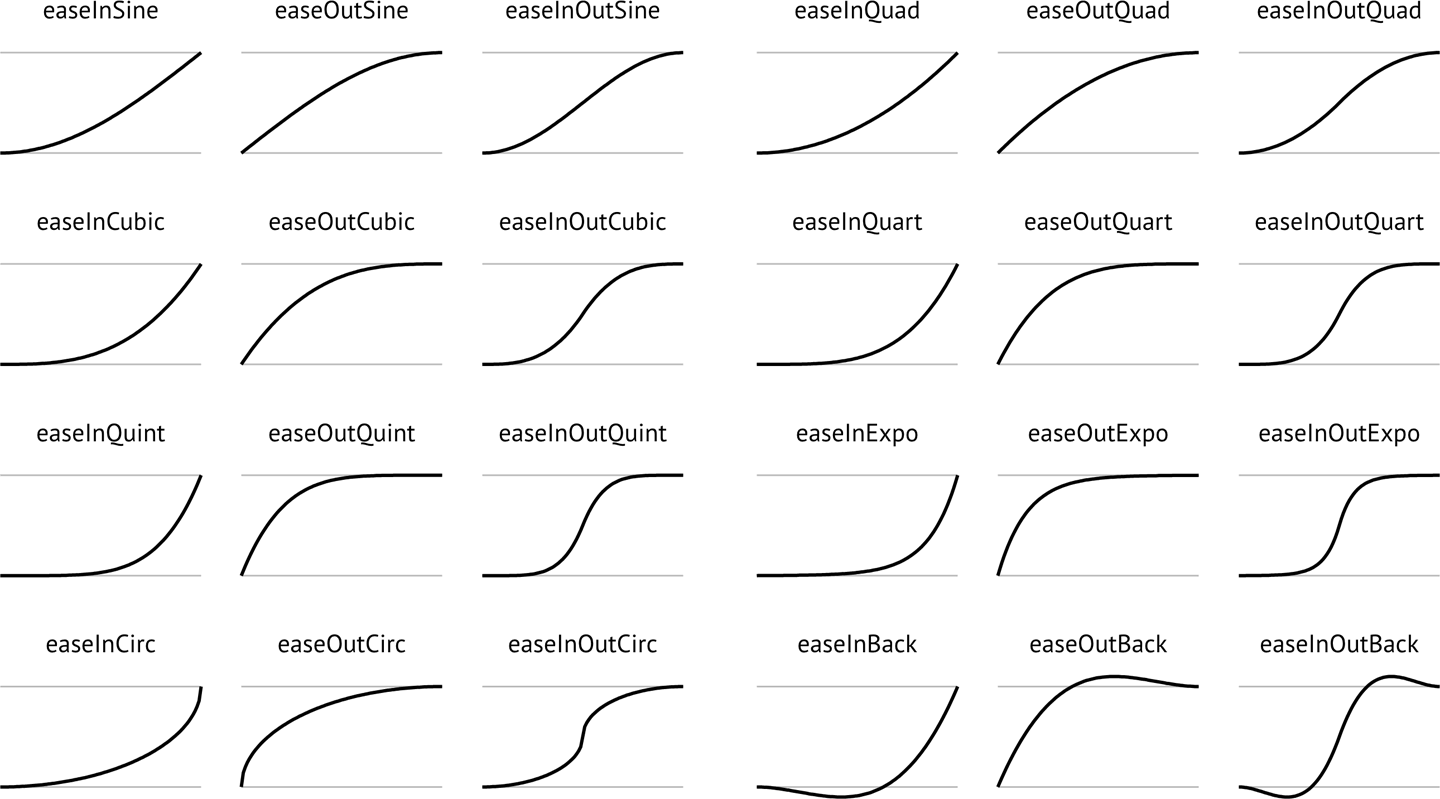 easeInSine easeOutSine easeInOutSine easeInQuad easeOutQuad easeInOutQuad
easeInCubic easeOutCubic easeInOutCubic easeInQuart easeOutQuart easeInOutQuart
easeInQuint easeOutQuint easeInOutQuint easeInExpo easeOutExpo easeInOutExpo
easeInCirc easeOutCirc easeInOutCirc easeInBack easeOutBack easeInOutBack